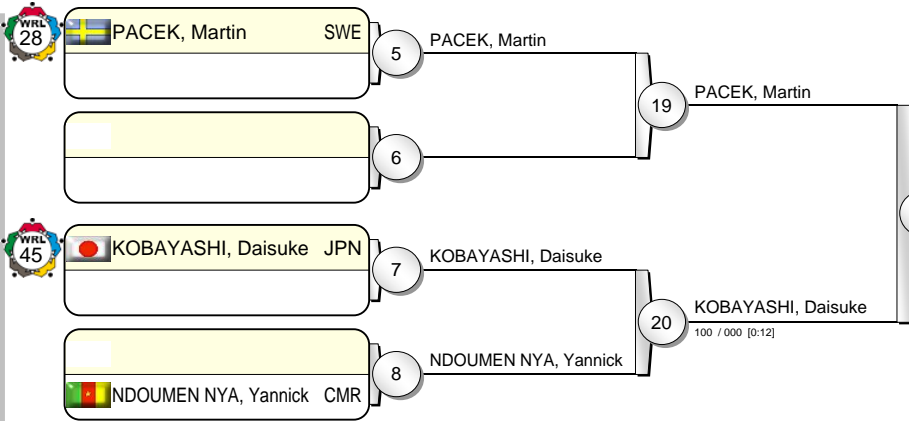 WRL
28
PACEK, Martin SWE
5
PACEK, Martin
19
PACEK, Martin
6
WRL
45
KOBAYASHI, Daisuke JPN
7
KOBAYASHI, Daisuke
20
KOBAYASHI, Daisuke
100 / 000 [0:12]
8
NDOUMEN NYA, Yannick
NDOUMEN NYA, Yannick CMR